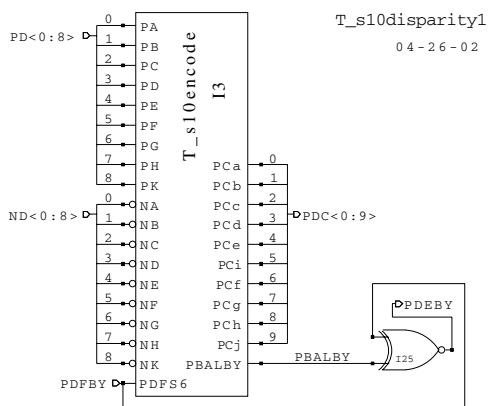 T_s10disparity1
04-26-02
PD<0:8>
0 PA
1 PB
2 PC
3 PD
4 PE
5 PF
6 PG
7 PH
8 PK
T_s10encode
I3
ND<0:8>
0 NA
1 NB
2 NC
3 ND
4 NE
5 NF
6 NG
7 NH
8 NK
PDFBY PDFS6
PCa 0
PCb 1
PCc 2
PCd 3
PCe 4
PCi 5
PCf 6
PCg 7
PCh 8
PCj 9
PDC<0:9>
PBALBY PBALBY
PDEBY
I25